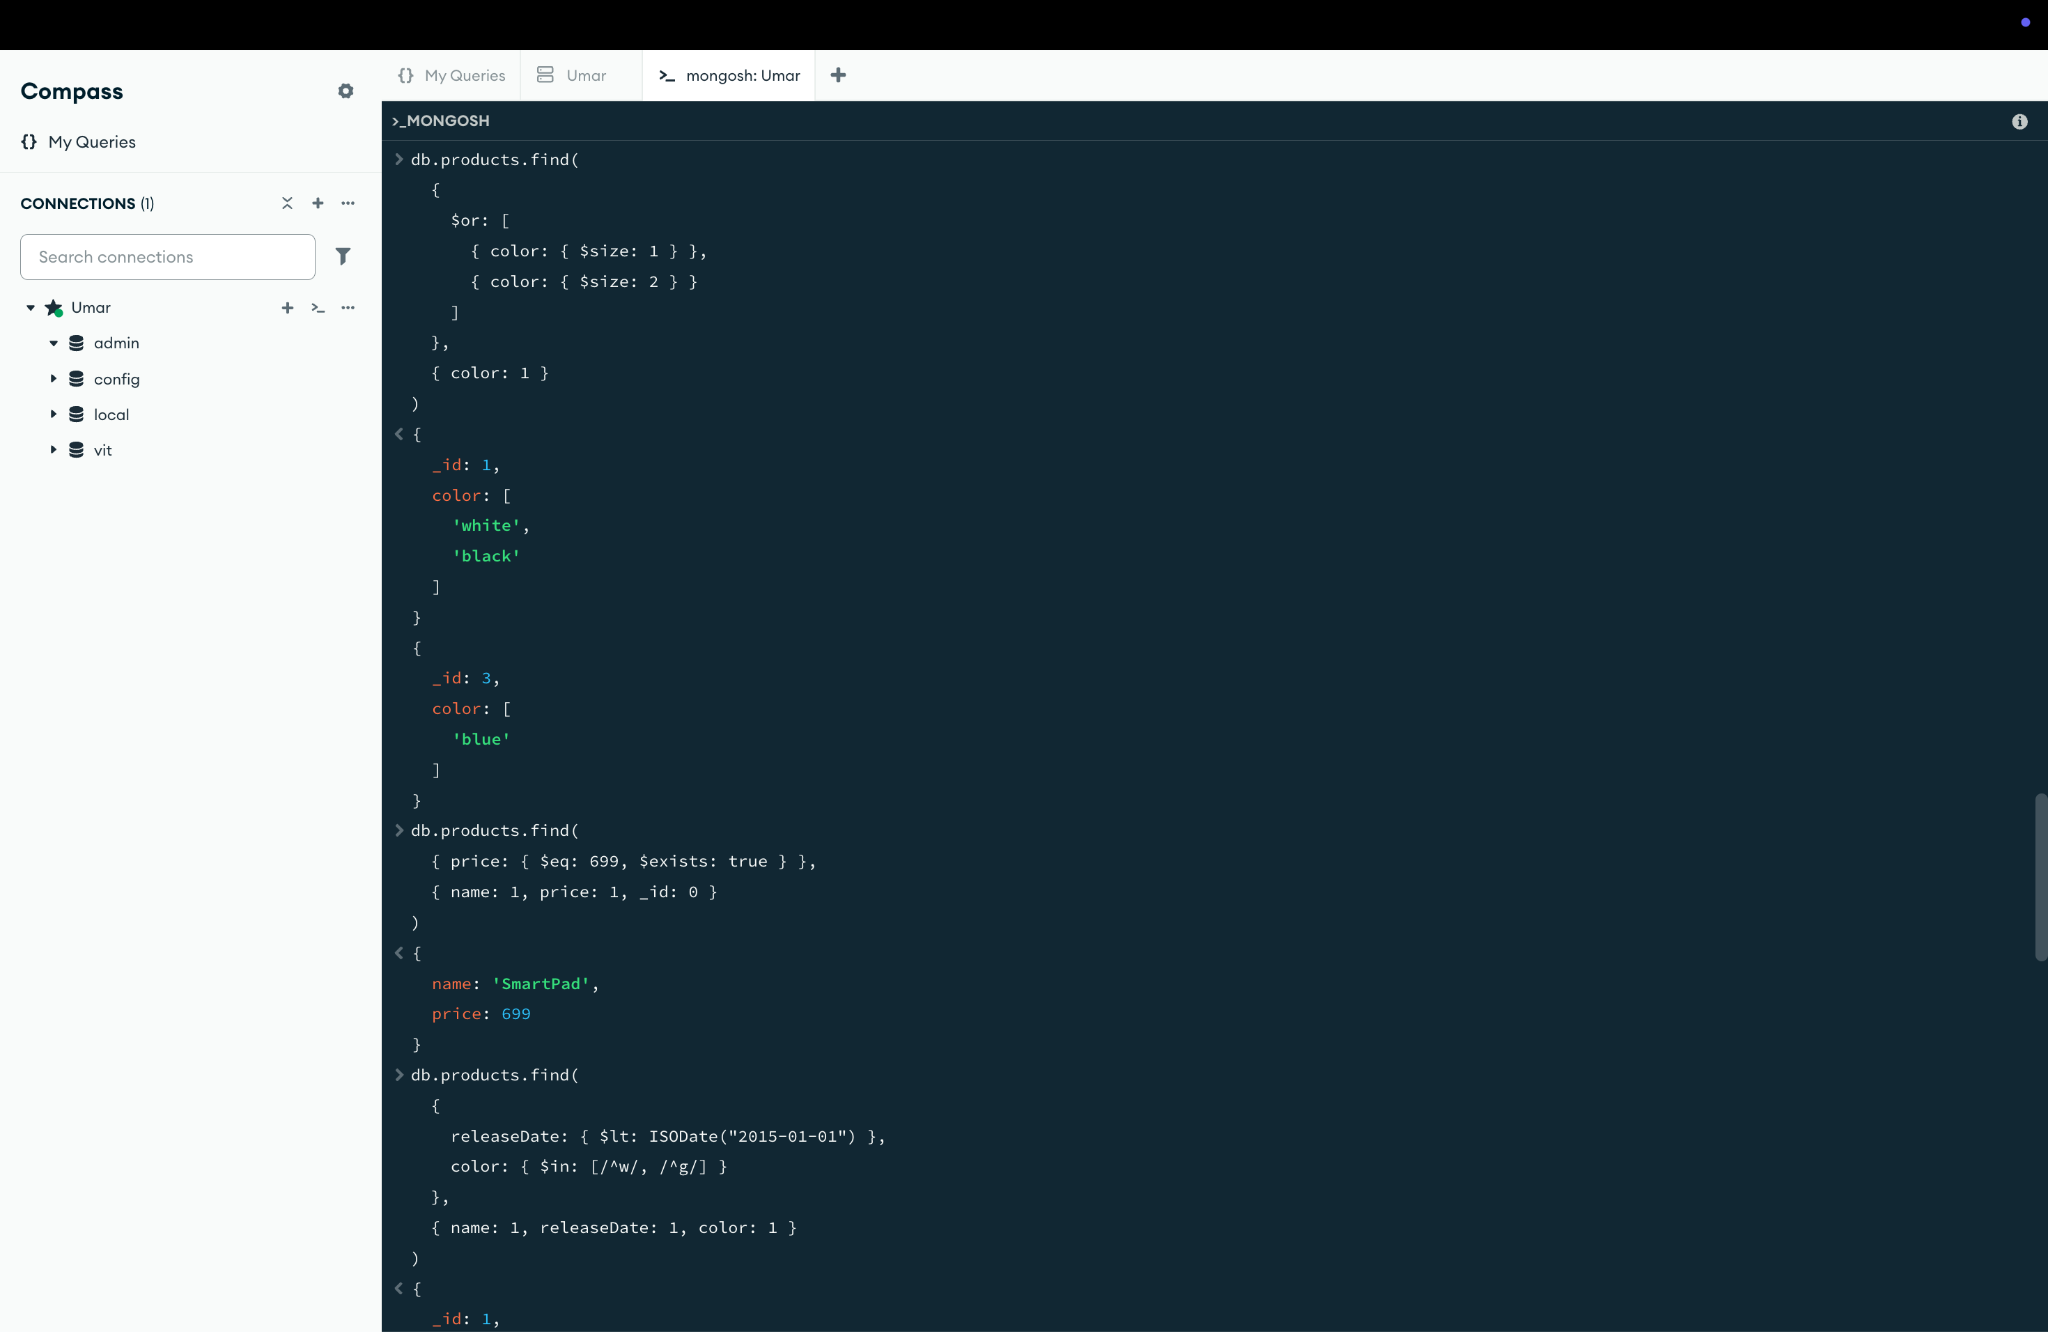 Compass
My Queries
CONNECTIONS (1)
Search connections
Umar
admin
config
local
vit
{} My Queries
Umar
>_ mongosh: Umar
>_MONGOSH
> db.products.find(
{
$or: [
{ color: { $size: 1 } },
{ color: { $size: 2 } }
]
},
{ color: 1 }
)
< {
_id: 1,
color: [
'white',
'black'
]
}
{
_id: 3,
color: [
'blue'
]
}
> db.products.find(
{ price: { $eq: 699, $exists: true } },
{ name: 1, price: 1, _id: 0 }
)
< {
name: 'SmartPad',
price: 699
}
> db.products.find(
{
releaseDate: { $lt: ISODate("2015-01-01") },
color: { $in: [/^w/, /^g/] }
},
{ name: 1, releaseDate: 1, color: 1 }
)
< {
_id: 1,